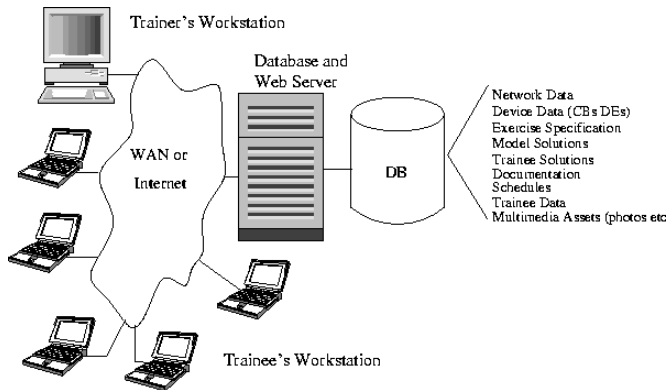 Trainer's Workstation
Database and
Web Server
WAN or
Internet
DB
Network Data
Device Data (CBs DEs)
Exercise Specification
Model Solutions
Trainee Solutions
Documentation
Schedules
Trainee Data
Multimedia Assets (photos etc
Trainee's Workstation